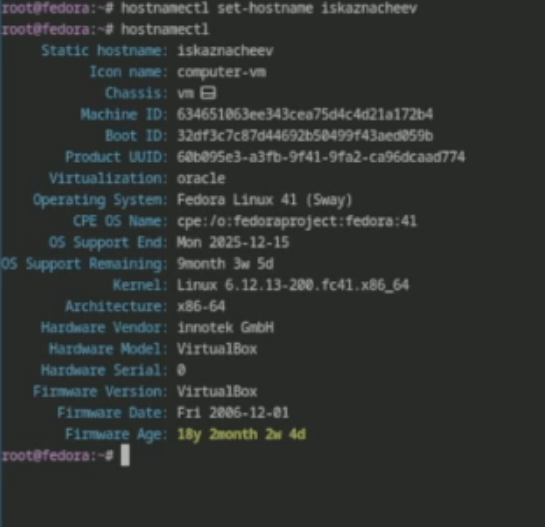 root@fedora:~# hostnamectl set-hostname iskaznacheev
root@fedora:~# hostnamectl
Static hostname: iskaznacheev
Icon name: computer-vm
Chassis: vm 🖴
Machine ID: 634651063ee343cea75d4c4d21a172b4
Boot ID: 32df3c7c87d44692b50499f43aed059b
Product UUID: 60b095e3-a3fb-9f41-9fa2-ca96dcaad774
Virtualization: oracle
Operating System: Fedora Linux 41 (Sway)
CPE OS Name: cpe:/o:fedoraproject:fedora:41
OS Support End: Mon 2025-12-15
OS Support Remaining: 9month 3w 5d
Kernel: Linux 6.12.13-200.fc41.x86_64
Architecture: x86-64
Hardware Vendor: innotek GmbH
Hardware Model: VirtualBox
Hardware Serial: 0
Firmware Version: VirtualBox
Firmware Date: Fri 2006-12-01
Firmware Age: 18y 2month 2w 4d
root@fedora:~#